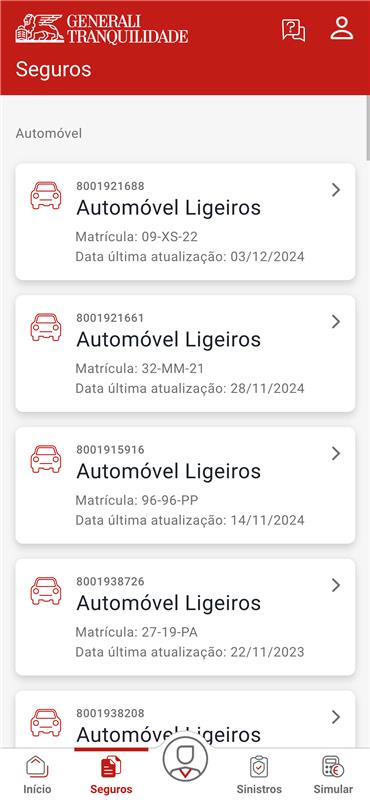 GENERALI
TRANQUILIDADE
Seguros
Automóvel
8001921688
Automóvel Ligeiros
Matrícula: 09-XS-22
Data última atualização: 03/12/2024
8001921661
Automóvel Ligeiros
Matrícula: 32-MM-21
Data última atualização: 28/11/2024
8001915916
Automóvel Ligeiros
Matrícula: 96-96-PP
Data última atualização: 14/11/2024
8001938726
Automóvel Ligeiros
Matrícula: 27-19-PA
Data última atualização: 22/11/2023
8001938208
Automóvel Ligeiros
Início
Seguros
Sinistros
Simular